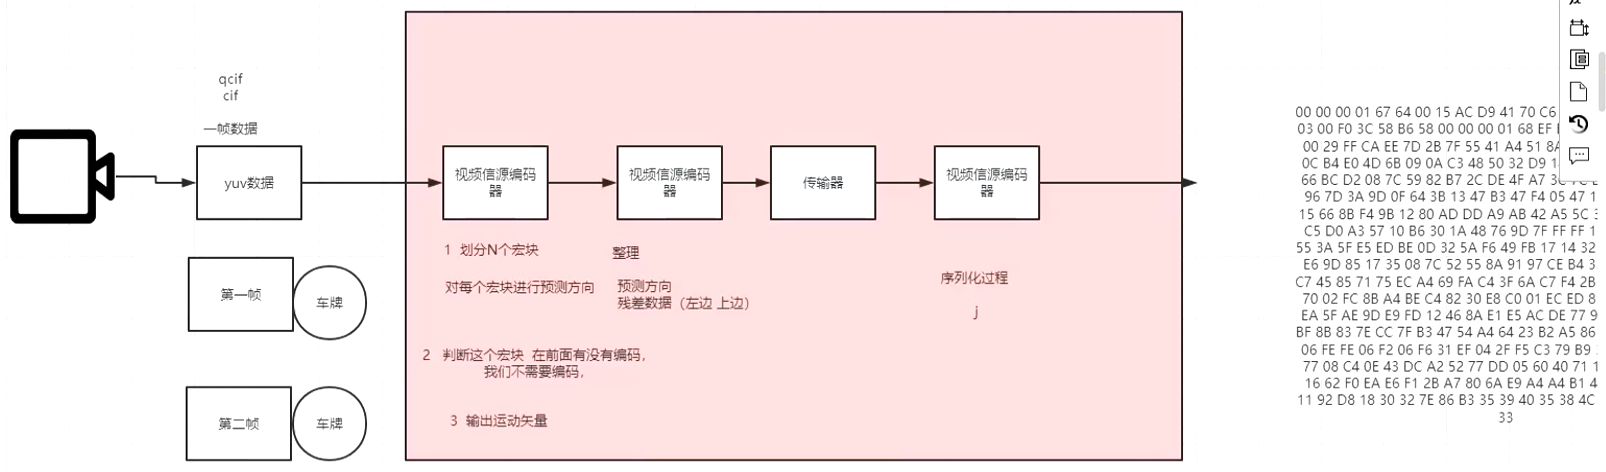 qcif
cif
一帧数据
yuv数据
第一帧
车牌
第二帧
车牌
视频信源编码
器
视频信源编码
器
传输器
视频信源编码
器
1 划分N个宏块
对每个宏块进行预测方向
2 判断这个宏块 在前面有没有编码，
我们不需要编码，
3 输出运动矢量
整理
预测方向
残差数据（左边 上边）
序列化过程
j
00 00 00 01 67 64 00 15 AC D9 41 70 C6
03 00 F0 3C 58 B6 58 00 00 00 01 68 EF
00 29 FF CA EE 7D 2B 7F 55 41 A4 51 8A
0C B4 E0 4D 6B 09 0A C3 48 50 32 D9
66 BC D2 08 7C 59 82 B7 2C DE 4F A7
96 7D 3A 9D 0F 64 3B 13 47 B3 47 F4 05 47
15 66 8B F4 9B 12 80 AD DD A9 AB 42 A5 5C
C5 D0 A3 57 10 B6 30 1A 48 76 9D 7F FF FF
55 3A 5F E5 ED BE 0D 32 5A F6 49 FB 17 14 32
E6 9D 85 17 35 08 7C 52 55 8A 91 97 CE B4
C7 45 85 71 75 EC A4 69 FA C4 3F 6A C7 F4 2B
70 02 FC 8B A4 BE C4 82 30 E8 C0 01 EC ED
EA 5F AE 9D E9 FD 12 46 8A E1 E5 AC DE 77
BF 8B 83 7E CC 7F B3 47 54 A4 64 23 B2 A5 86
06 FE FE 06 F2 06 F6 31 EF 04 2F F5 C3 79 B9
77 08 C4 0E 43 DC A2 52 77 DD 05 60 40 71
16 62 F0 EA E6 F1 2B A7 80 6A E9 A4 A4 B1
11 92 D8 18 30 32 7E 86 B3 35 39 40 35 38 4C
33